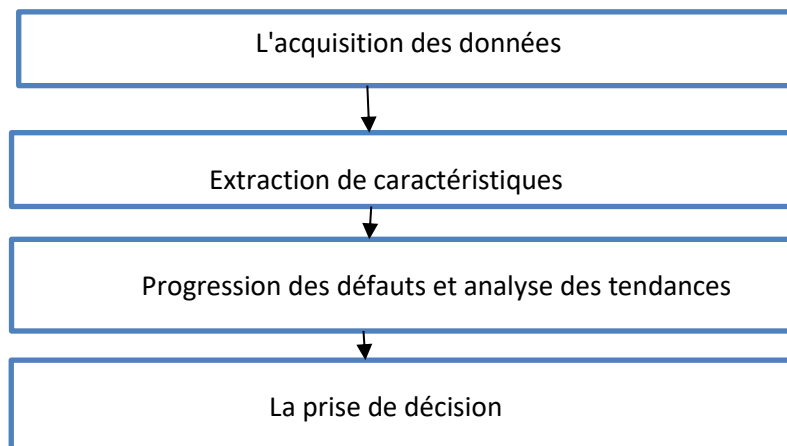 L'acquisition des données
Extraction de caractéristiques
Progression des défauts et analyse des tendances
La prise de décision